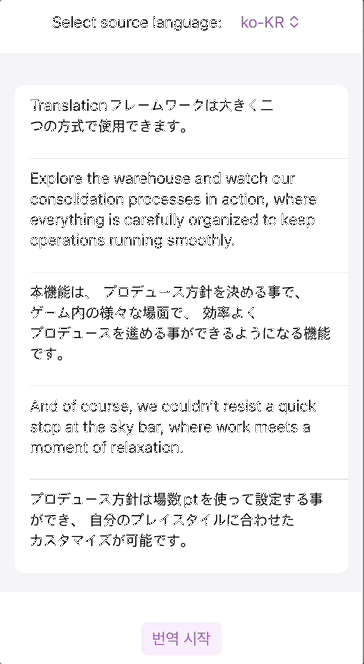 Select source language: ko-KR
Translationフレームワークは大きく二
つの方式で使用できます。
Explore the warehouse and watch our
consolidation processes in action, where
everything is carefully organized to keep
operations running smoothly.
本機能は、 プロデュース方針を決める事で、
ゲーム内の様々な場面で、 効率よく
プロデュースを進める事ができるようになる機能
です。
And of course, we couldn't resist a quick
stop at the sky bar, where work meets a
moment of relaxation.
プロデュース方針は場数ptを使って設定する事
ができ、 自分のプレイスタイルに合わせた
カスタマイズが可能です。
번역 시작